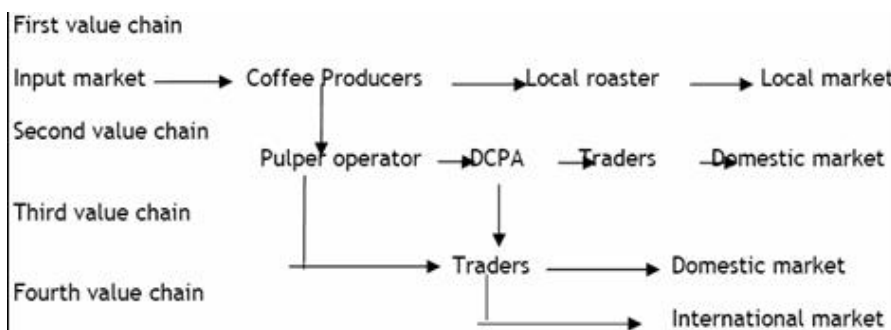 First value chain
Input market Coffee Producers Local roaster Local market
Second value chain
Pulper operator DCPA Traders Domestic market
Third value chain
Traders Domestic market
Fourth value chain
International market